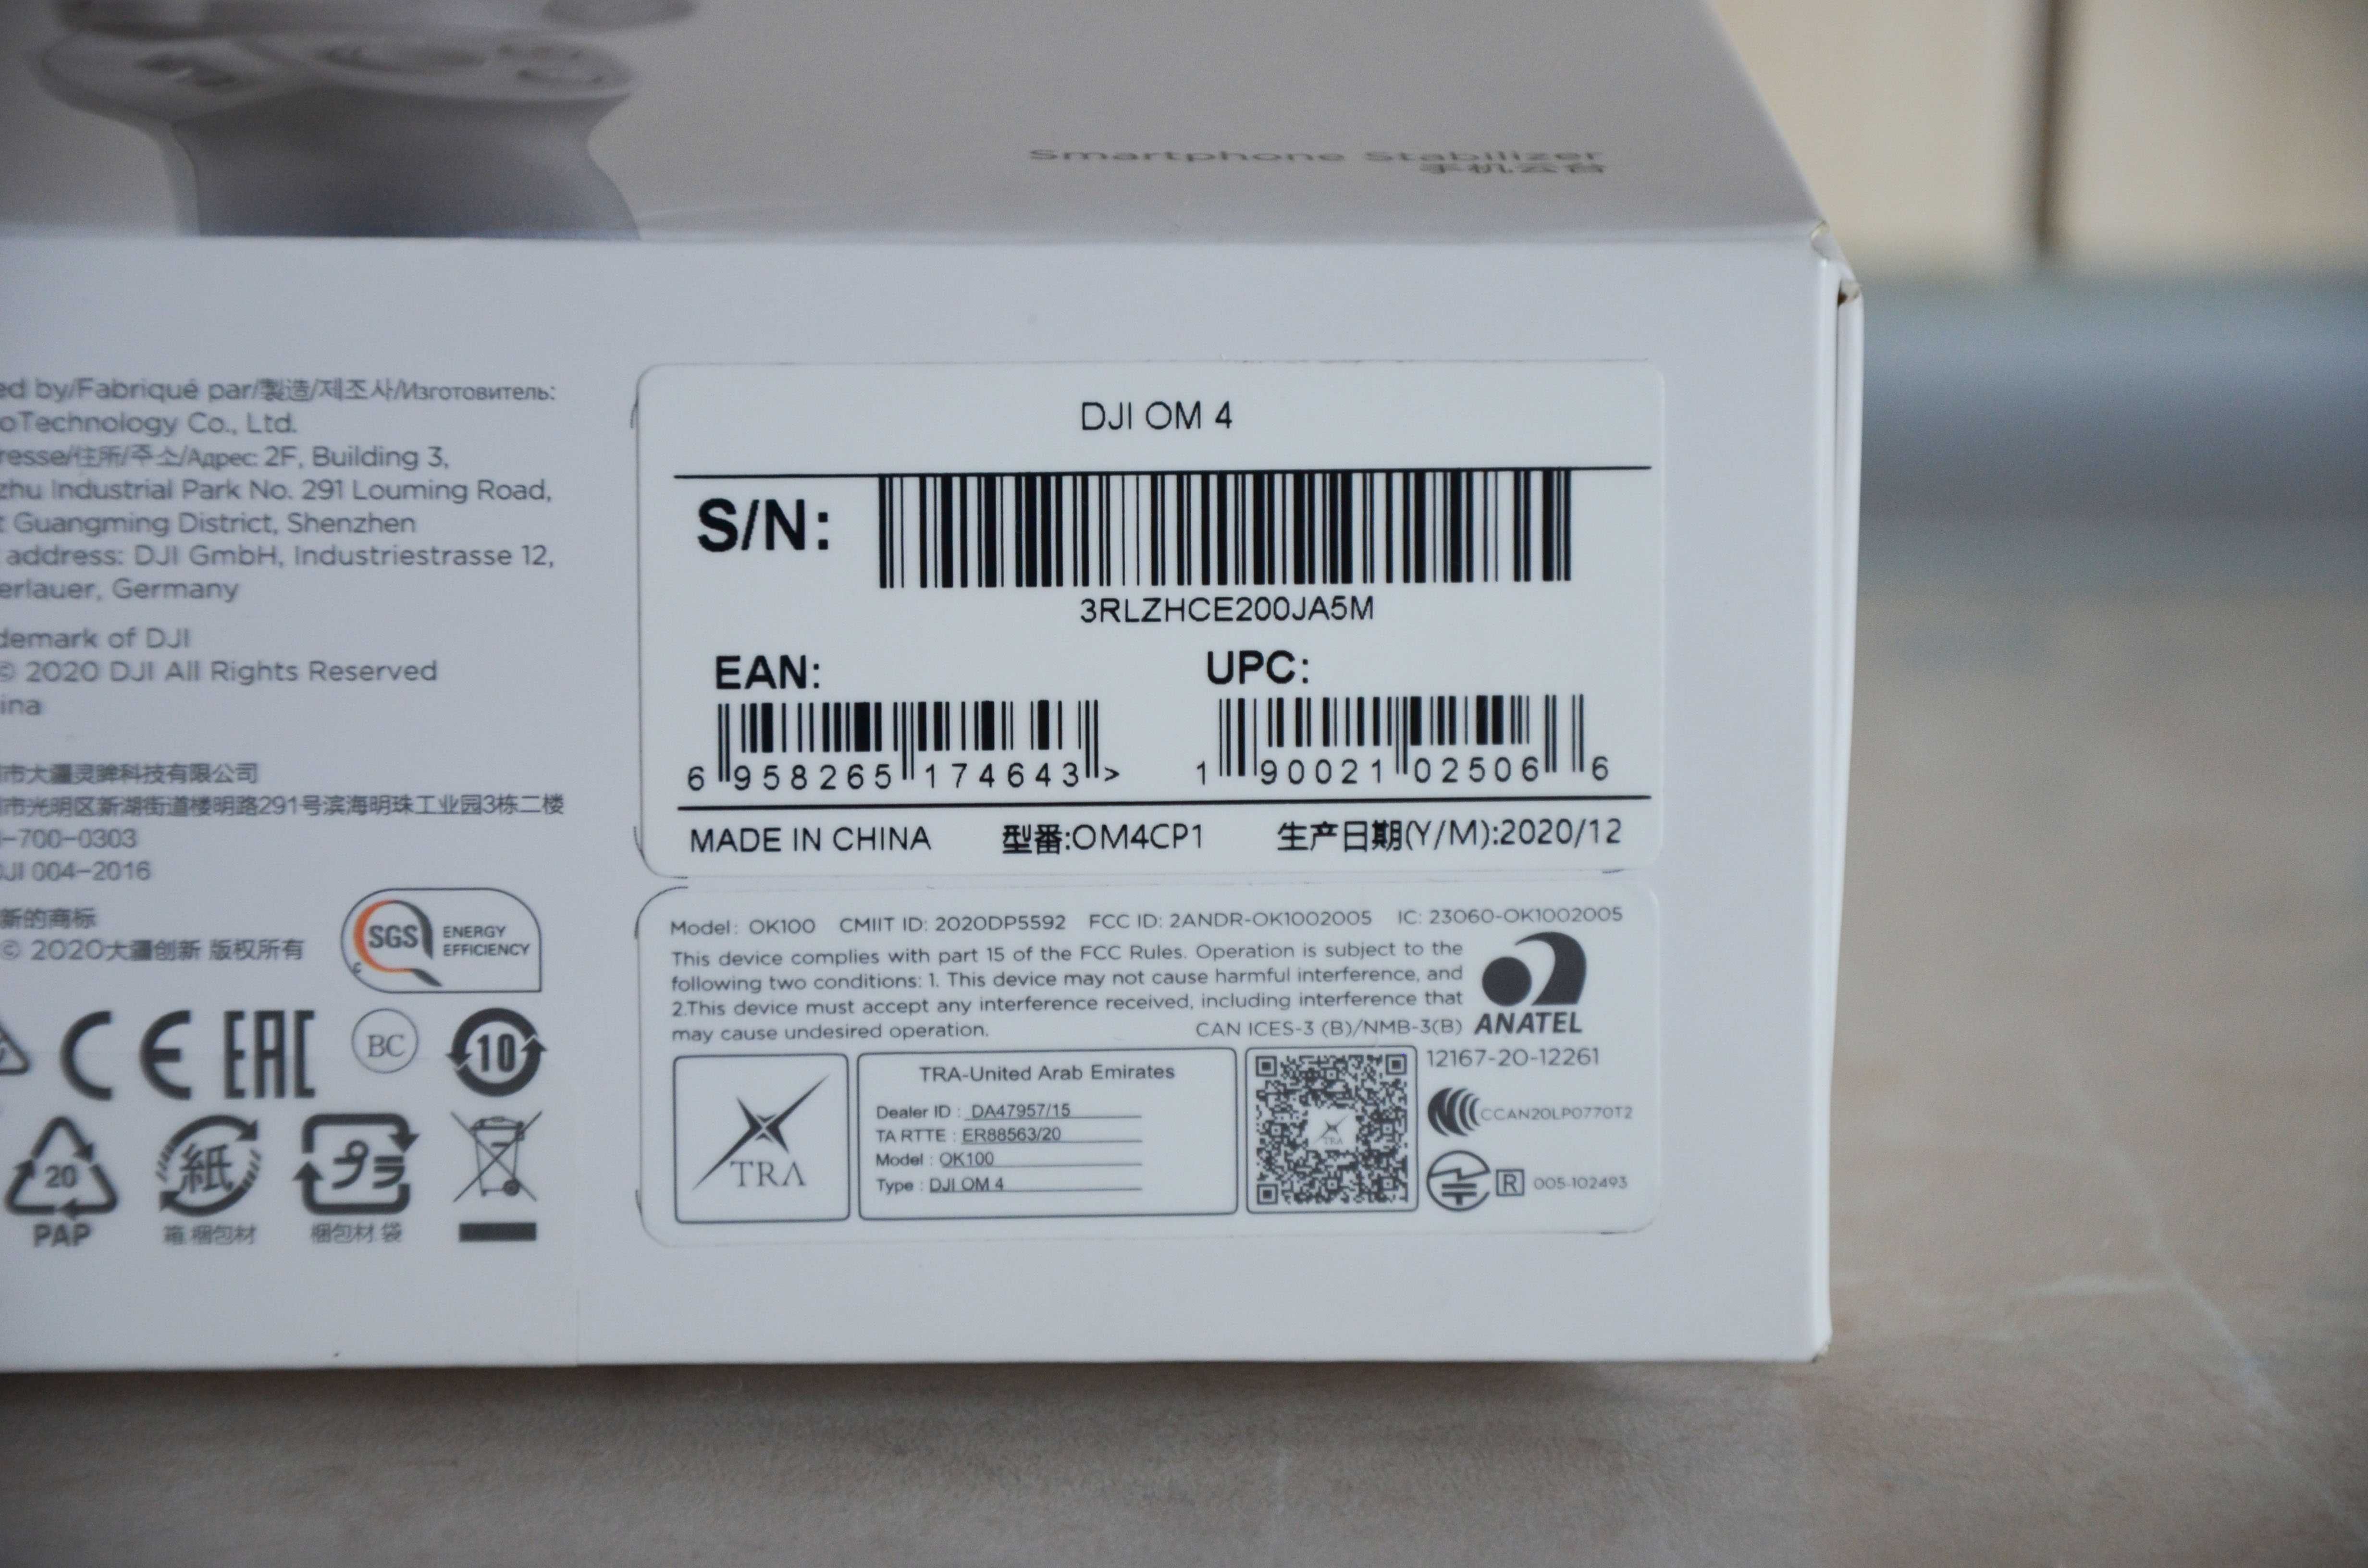 Smartphone Stabilizer
手机云台
ed by/Fabriqué par/製造/제조사/Изготовитель:
oTechnology Co., Ltd.
resse/住所/주소/Адрес: 2F, Building 3,
zhu Industrial Park No. 291 Louming Road,
t Guangming District, Shenzhen
address: DJI GmbH, Industriestrasse 12,
erlauer, Germany
demark of DJI
© 2020 DJI All Rights Reserved
ina
市大疆灵眸科技有限公司
市光明区新湖街道楼明路291号滨海明珠工业园3栋二楼
-700-0303
DJI 004-2016
新的商标
© 2020大疆创新 版权所有
SGS ENERGY
EFFICIENCY
C
CE EAC BC 10
20 紙 プラ
PAP 箱 梱包材 梱包材 袋
DJI OM 4
S/N:
3RLZHCE200JA5M
EAN: UPC:
6 958265 174643 > 1 90021 02506 6
MADE IN CHINA 型番:OM4CP1 生产日期(Y/M):2020/12
Model: OK100 CMIIT ID: 2020DP5592 FCC ID: 2ANDR-OK1002005 IC: 23060-OK1002005
This device complies with part 15 of the FCC Rules. Operation is subject to the
following two conditions: 1. This device may not cause harmful interference, and
2.This device must accept any interference received, including interference that
may cause undesired operation. CAN ICES-3 (B)/NMB-3(B)
ANATEL
12167-20-12261
TRA
TRA-United Arab Emirates
Dealer ID : DA47957/15
TA RTTE : ER88563/20
Model : OK100
Type : DJI OM 4
TRA
CCAN20LP0770T2
R 005-102493